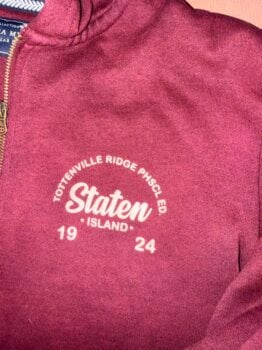 TOTTENVILLE RIDGE PHSCL ED.
Staten
• ISLAND •
19 24